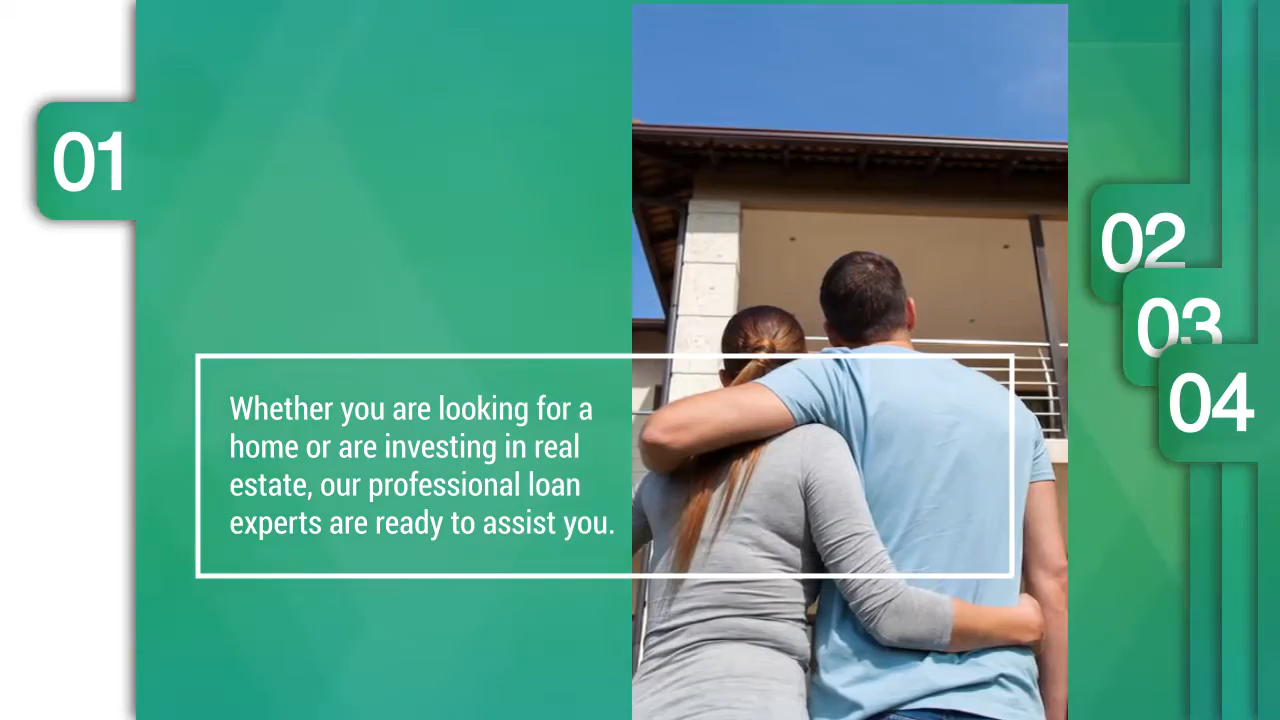 01
Whether you are looking for a
home or are investing in real
estate, our professional loan
experts are ready to assist you.
02
03
04